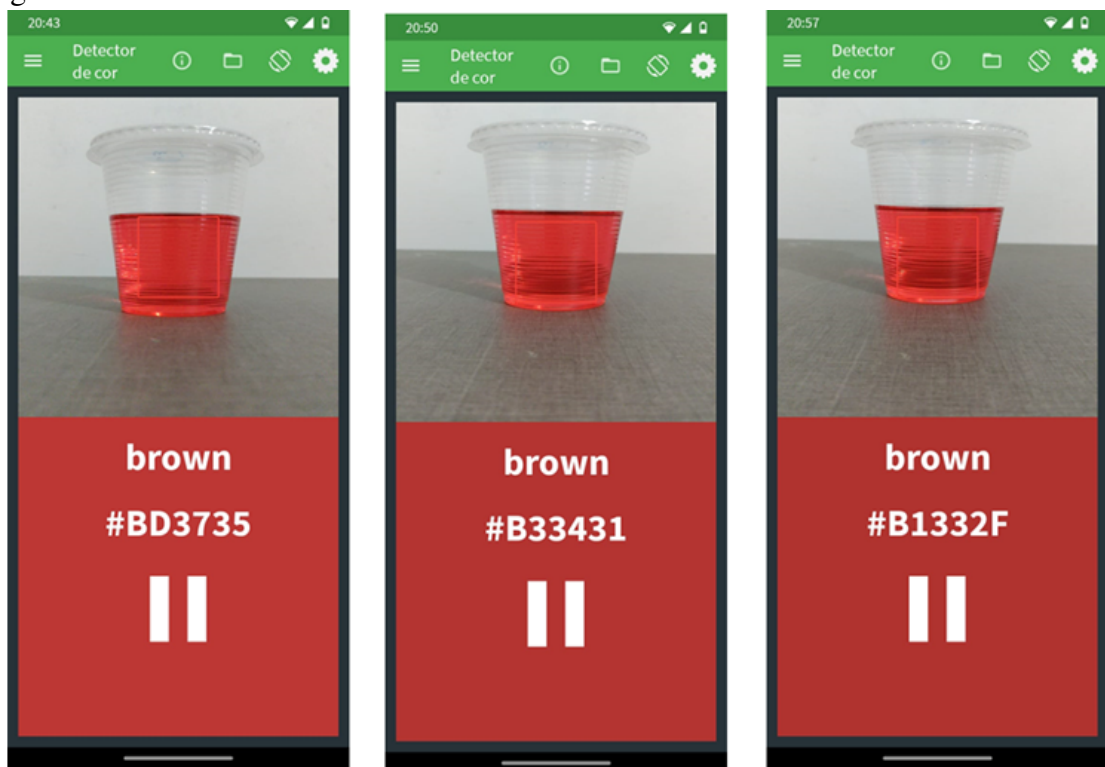 20:43
Detector
de cor
brown
#BD3735
20:50
Detector
de cor
brown
#B33431
20:57
Detector
de cor
brown
#B1332F